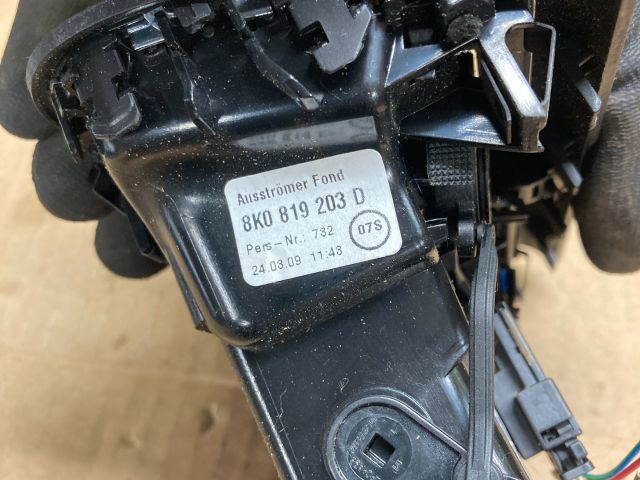 Ausströmer Fond
8K0 819 203 D
Pers-Nr.: 732
07S
24.03.09 11:43